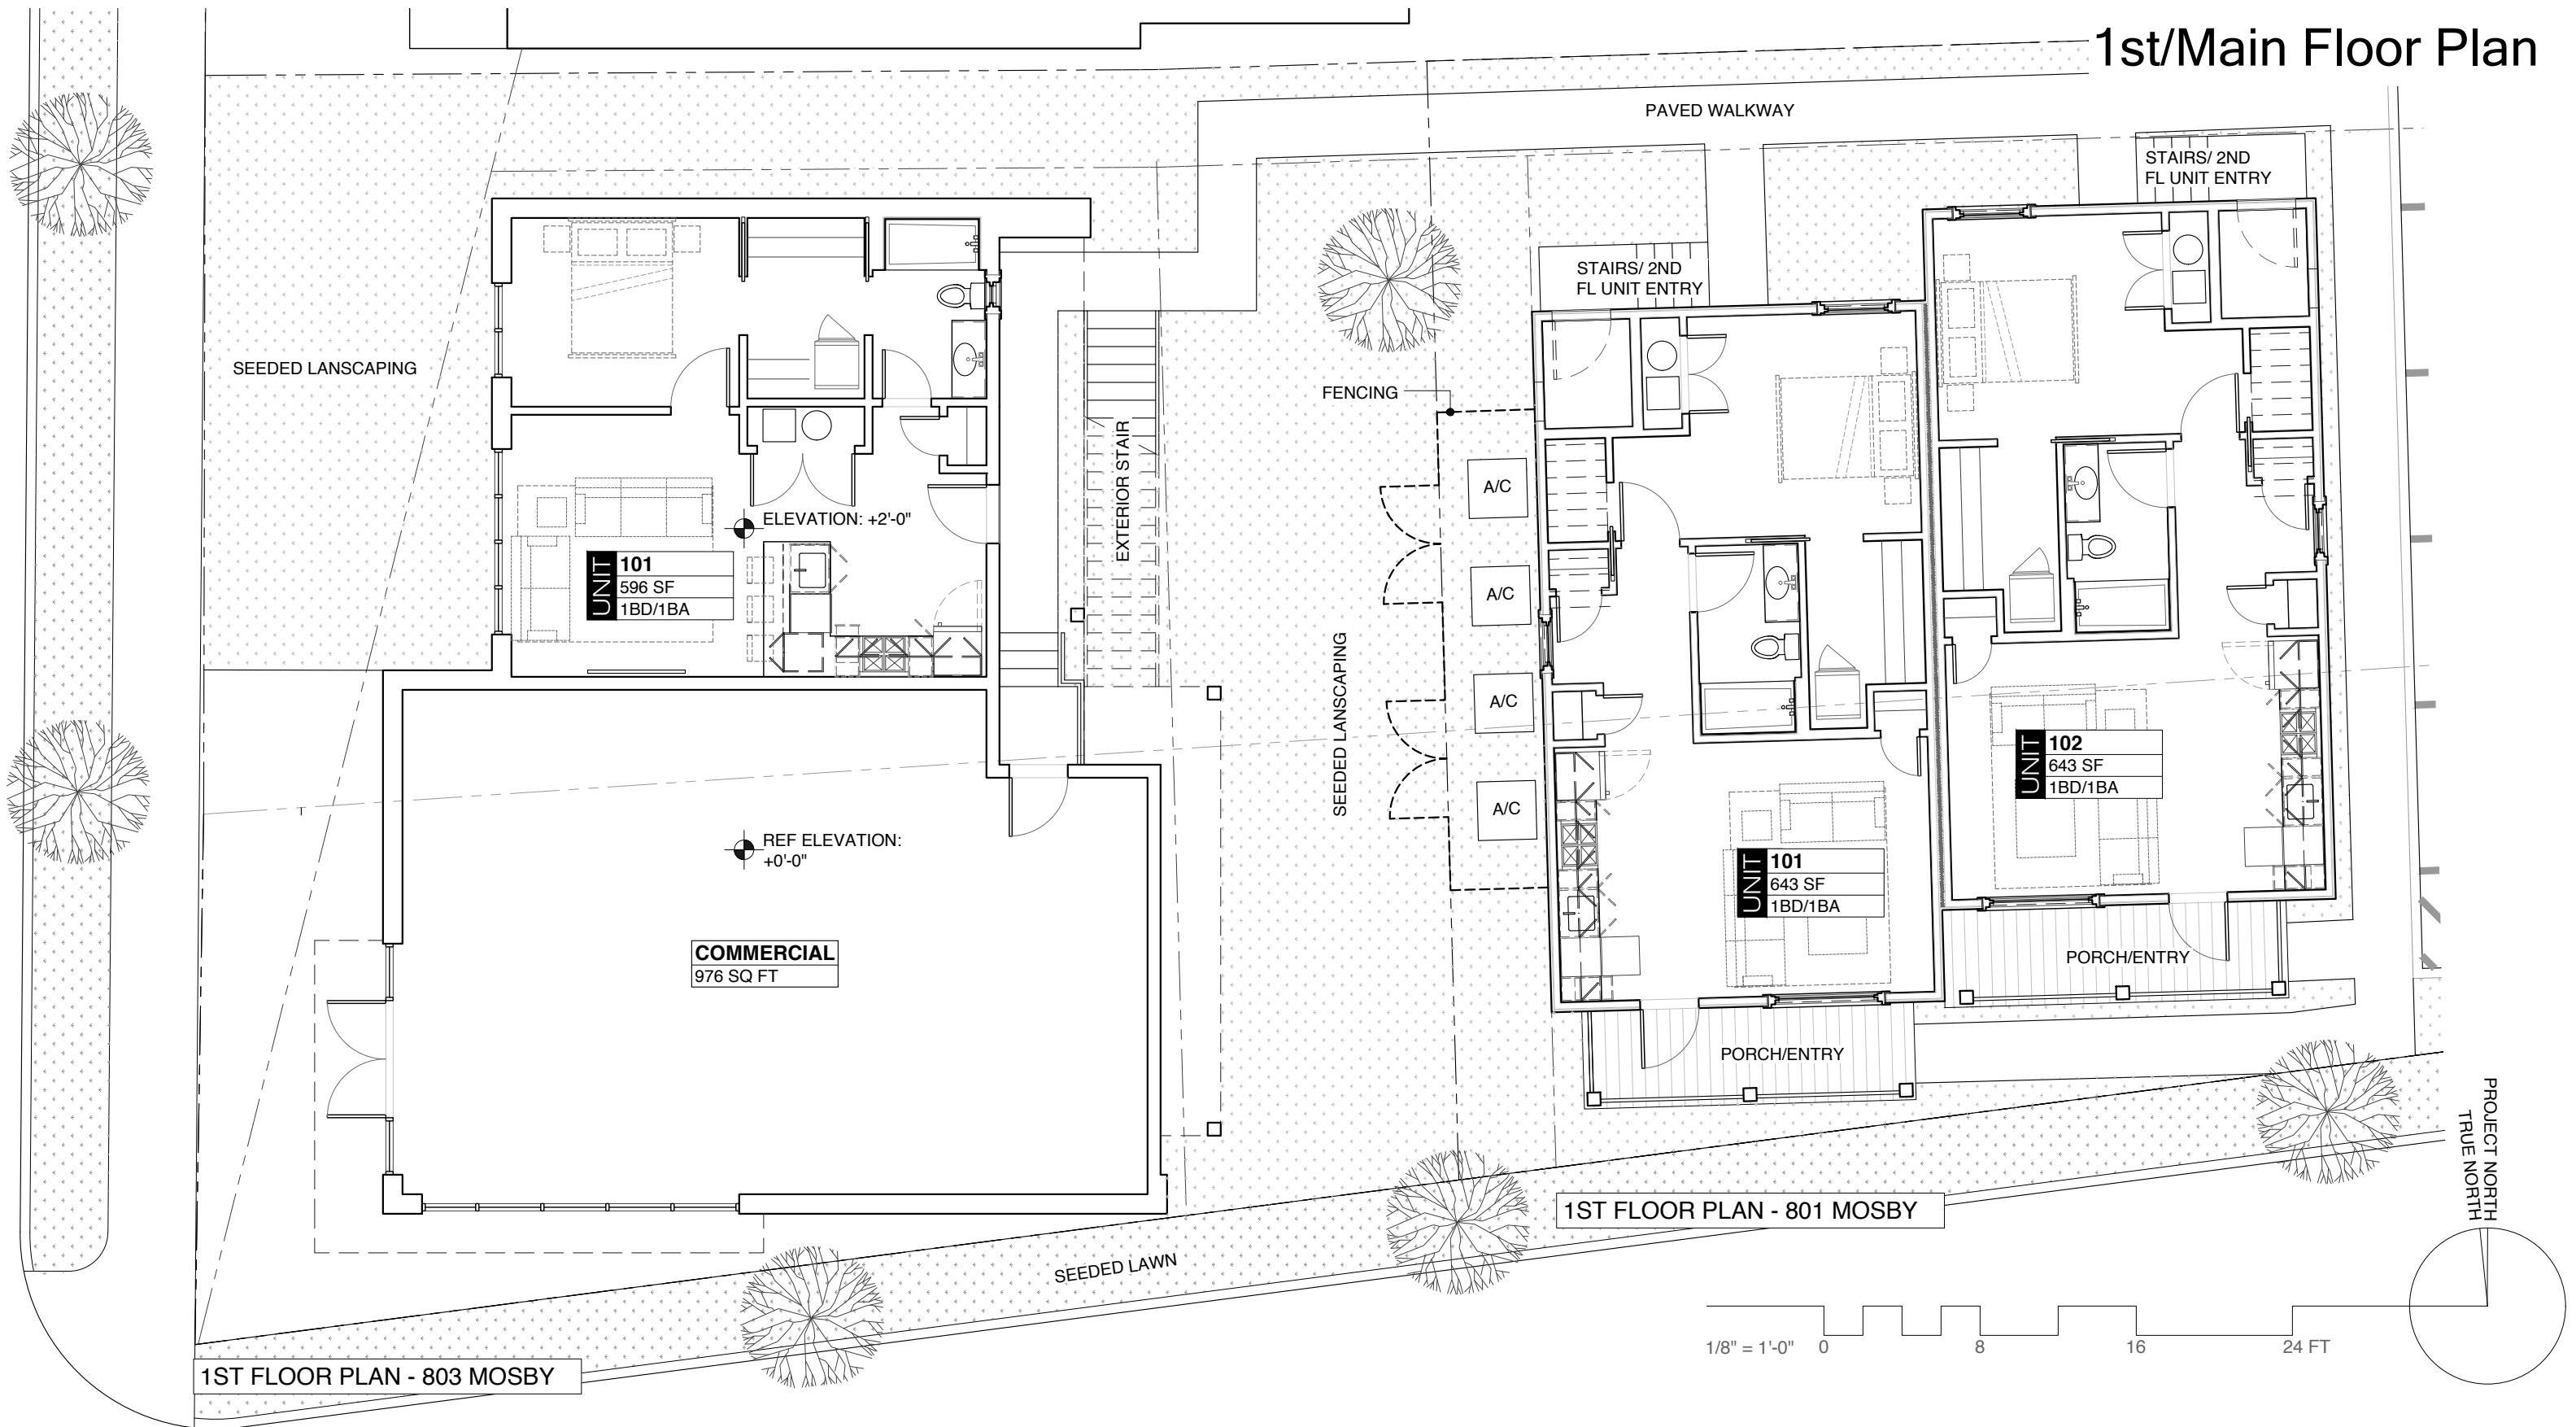 1st/Main Floor Plan
PAVED WALKWAY
STAIRS/ 2ND
FL UNIT ENTRY
STAIRS/ 2ND
FL UNIT ENTRY
SEEDED LANSCAPING
FENCING
EXTERIOR STAIR
ELEVATION: +2'-0"
UNIT
101
596 SF
1BD/1BA
A/C
A/C
A/C
A/C
SEEDED LANSCAPING
UNIT
102
643 SF
1BD/1BA
REF ELEVATION:
+0'-0"
UNIT
101
643 SF
1BD/1BA
COMMERCIAL
976 SQ FT
PORCH/ENTRY
PORCH/ENTRY
PROJECT NORTH
TRUE NORTH
1ST FLOOR PLAN - 801 MOSBY
SEEDED LAWN
1/8" = 1'-0"
0
8
16
24 FT
1ST FLOOR PLAN - 803 MOSBY